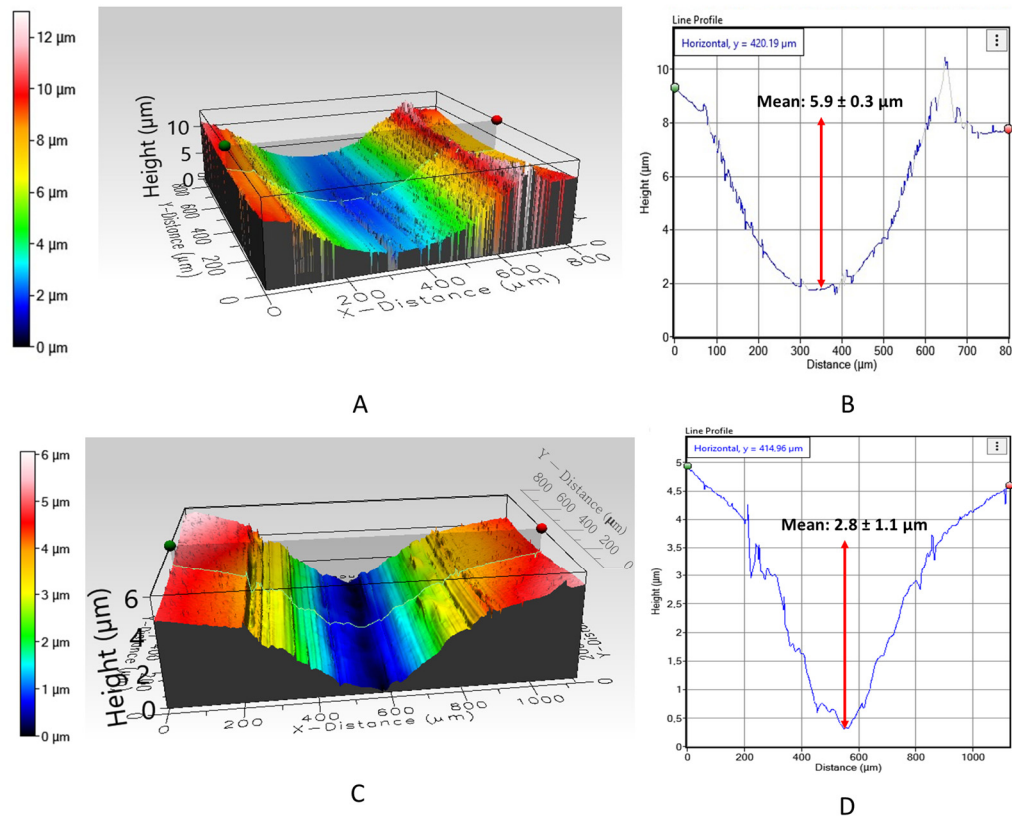 12 µm
10 µm
8 µm
6 µm
4 µm
2 µm
0 µm
Height (µm)
10
5
0
800
600
400
200
0
Y-Distance (µm)
0
200
400
600
800
0
X-Distance (µm)
A
Line Profile
Horizontal, y = 420.19 µm
Mean: 5.9 ± 0.3 µm
Height (µm)
10
8
6
4
2
0
0
100
200
300
400
500
600
700
80
Distance (µm)
B
6 µm
5 µm
4 µm
3 µm
2 µm
1 µm
0 µm
Height (µm)
6
4
2
0
Y-Distance (µm)
800
600
400
200
0
0
200
400
600
800
1000
0
X-Distance (µm)
C
Line Profile
Horizontal, y = 414.96 µm
Mean: 2.8 ± 1.1 µm
Height (µm)
5
4.5
4
3.5
3
2.5
2
1.5
1
0.5
0
0
200
400
600
800
1000
Distance (µm)
D